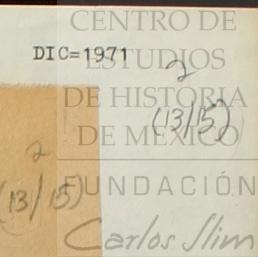 CENTRO DE
DIC=1971
ESTUDIOS
2
DE HISTORIA
(13/15)
DE MÉXICO
2
(13/15)
FUNDACIÓN
Carlos Slim